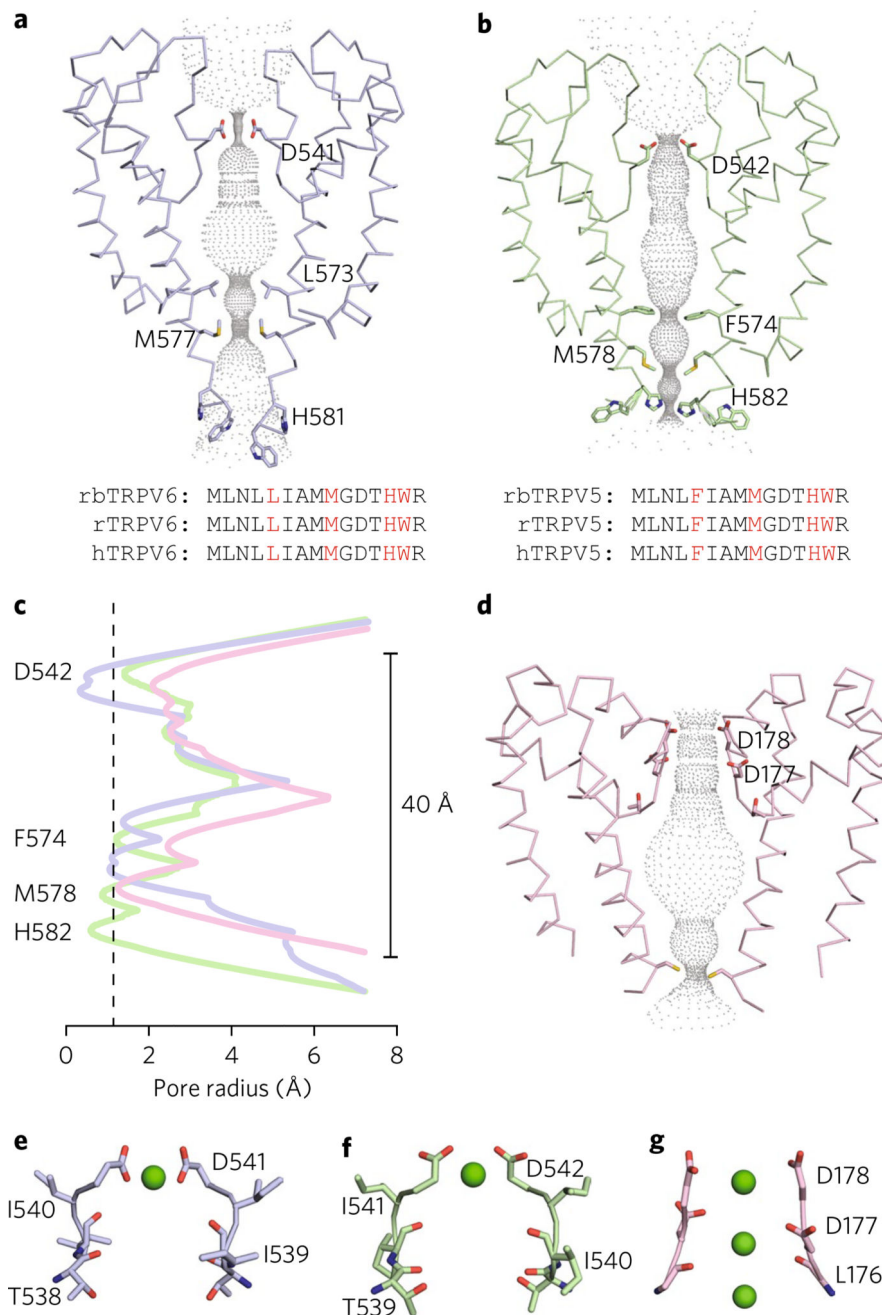 a
b
D541
D542
L573
M577
F574
M578
H581
H582
rbTRPV6: MLNLLIAMMGDTHWR
rTRPV6: MLNLLIAMMGDTHWR
hTRPV6: MLNLLIAMMGDTHWR
rbTRPV5: MLNLFIAMMGDTHWR
rTRPV5: MLNLFIAMMGDTHWR
hTRPV5: MLNLFIAMMGDTHWR
c
D542
F574
M578
H582
40 Å
0 2 4 6 8
Pore radius (Å)
d
D178
D177
e
D541
I540
I539
T538
f
D542
I541
I540
T539
g
D178
D177
L176